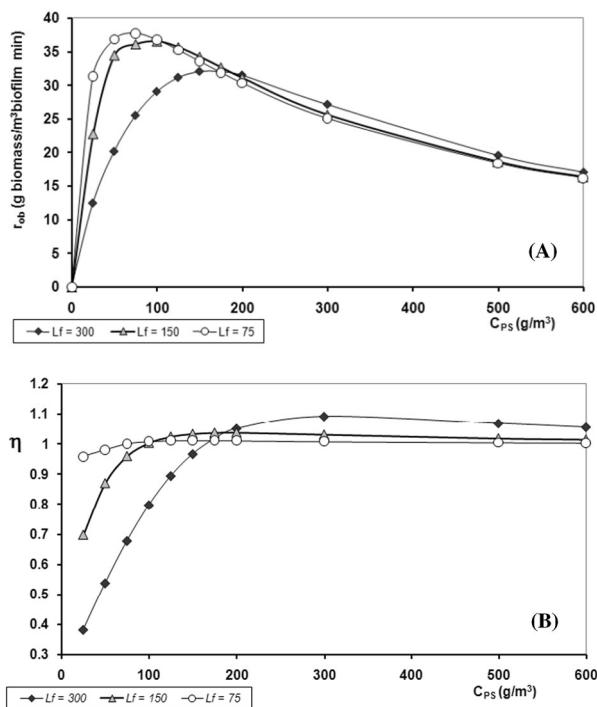 40
35
30
25
20
15
10
5
0
r_ob (g biomass/m³biofilm min)
(A)
0 100 200 300 400 500 600
C_PS (g/m³)
Lf = 300 Lf = 150 Lf = 75
1.2
1.1
1
0.9
0.8
0.7
0.6
0.5
0.4
0.3
η
(B)
0 100 200 300 400 500 600
C_PS (g/m³)
Lf = 300 Lf = 150 Lf = 75